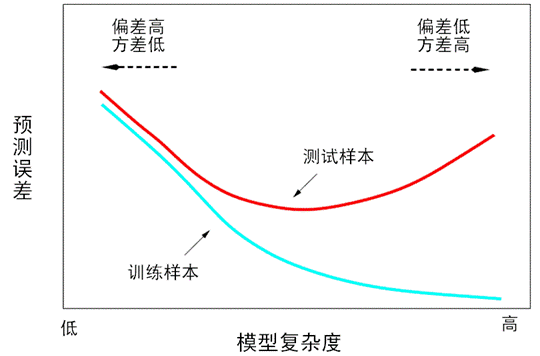 偏差高
方差低
偏差低
方差高
预测误差
测试样本
训练样本
低
高
模型复杂度